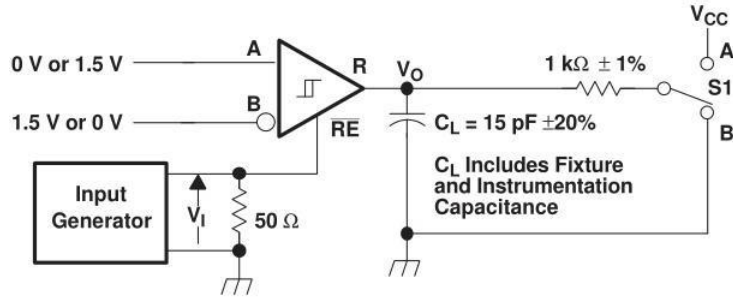 V_CC
A
0 V or 1.5 V
A
R
V_O
1 kΩ ± 1%
S1
B
1.5 V or 0 V
R̅E̅
C_L = 15 pF ±20%
B
C_L Includes Fixture
and Instrumentation
Capacitance
Input
Generator
V_I
50 Ω